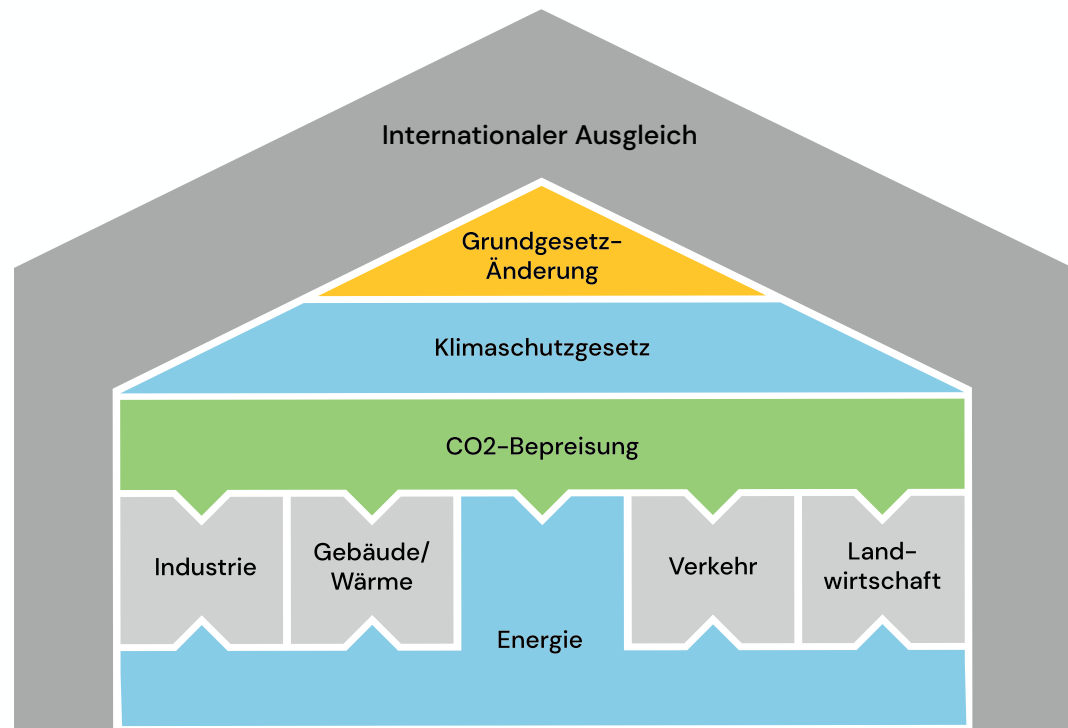 Internationaler Ausgleich
Grundgesetz-
Änderung
Klimaschutzgesetz
CO2-Bepreisung
Industrie
Gebäude/
Wärme
Verkehr
Land-
wirtschaft
Energie